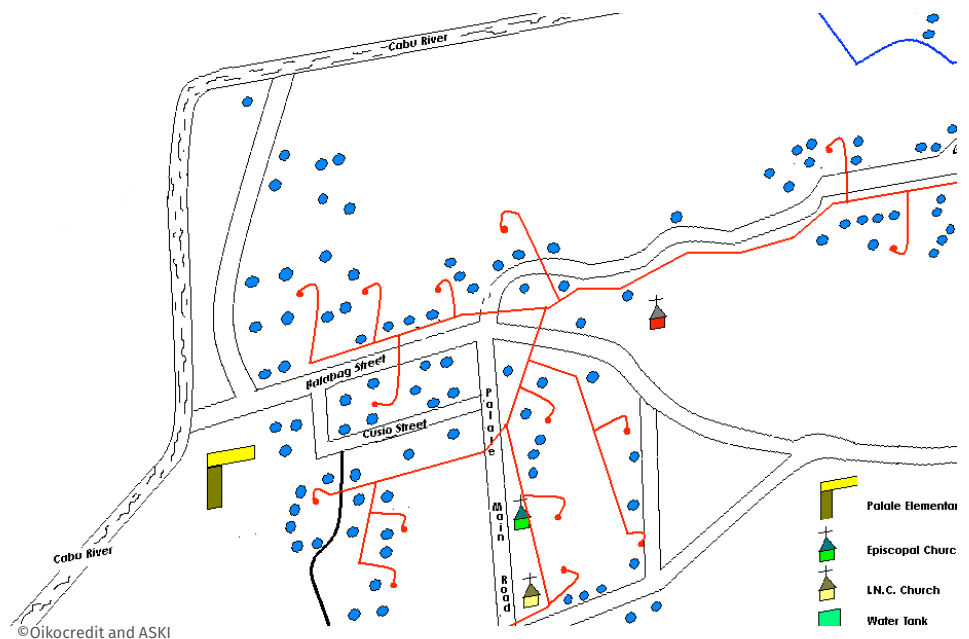 Cabu River
Balabag Street
Cusio Street
Palale
Main
Road
Cabu River
Palale Elementar
Episcopal Churc
I.N.C. Church
Water Tank
©Oikocredit and ASKI